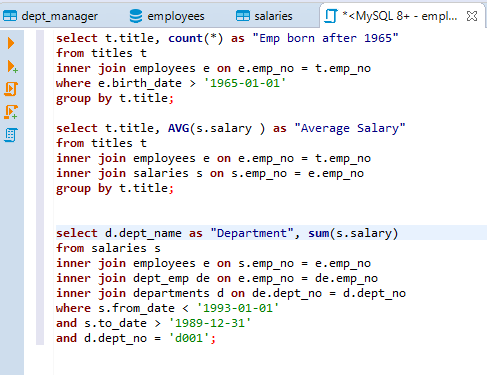 dept_manager employees salaries *<MySQL 8+ - empl...
select t.title, count(*) as "Emp born after 1965"
from titles t
inner join employees e on e.emp_no = t.emp_no
where e.birth_date > '1965-01-01'
group by t.title;
select t.title, AVG(s.salary ) as "Average Salary"
from titles t
inner join employees e on e.emp_no = t.emp_no
inner join salaries s on s.emp_no = e.emp_no
group by t.title;
select d.dept_name as "Department", sum(s.salary)
from salaries s
inner join employees e on s.emp_no = e.emp_no
inner join dept_emp de on e.emp_no = de.emp_no
inner join departments d on de.dept_no = d.dept_no
where s.from_date < '1993-01-01'
and s.to_date > '1989-12-31'
and d.dept_no = 'd001';